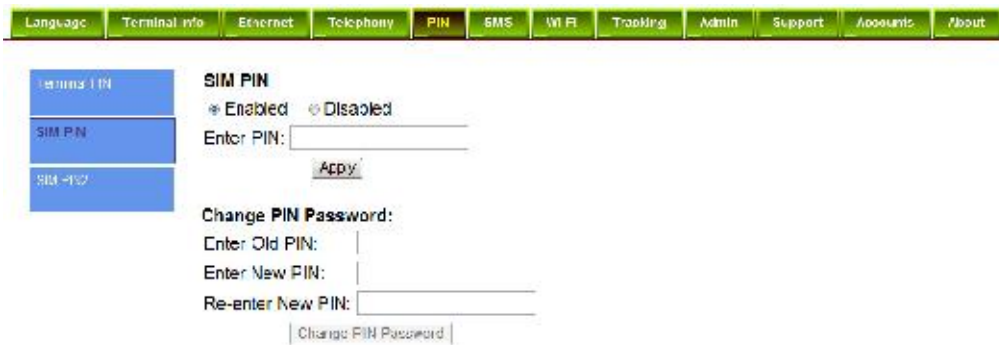 Language Terminal Info Ethernet Telephony PIN SMS Wi Fi Tracking Admin Support Accounts About
Terminal PIN
SIM PIN
Enabled Disabled
SIM PIN
Enter PIN:
Apply
SIM PIN2
Change PIN Password:
Enter Old PIN:
Enter New PIN:
Re-enter New PIN:
Change PIN Password